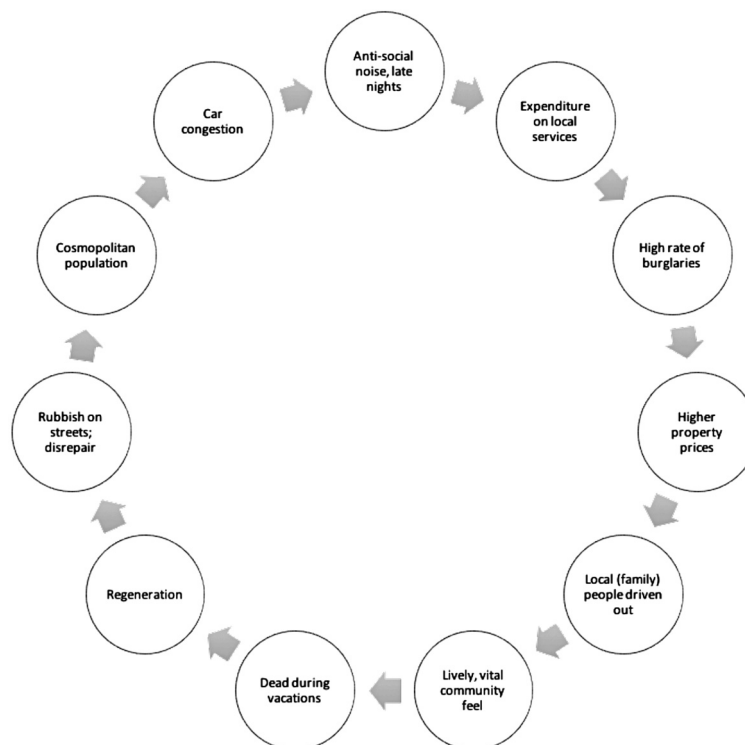 Anti-social
noise, late
nights
Expenditure
on local
services
High rate of
burglaries
Higher
property
prices
Local (family)
people driven
out
Lively, vital
community
feel
Dead during
vacations
Regeneration
Rubbish on
streets;
disrepair
Cosmopolitan
population
Car
congestion